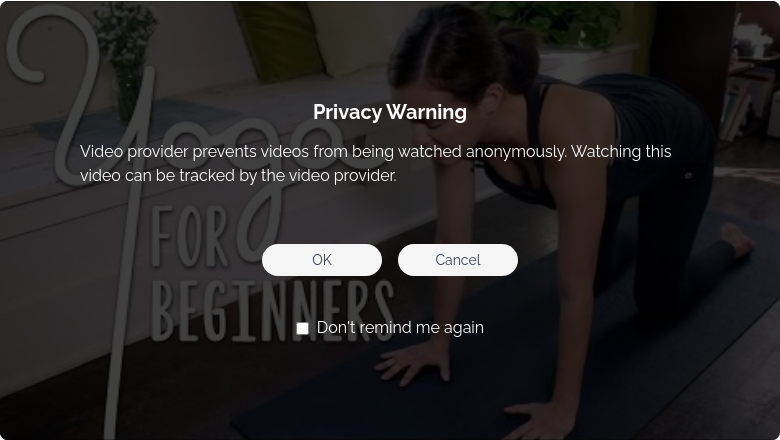 Privacy Warning
Video provider prevents videos from being watched anonymously. Watching this
video can be tracked by the video provider.
Yoga
FOR
OK
Cancel
BEGINNERS
Don't remind me again